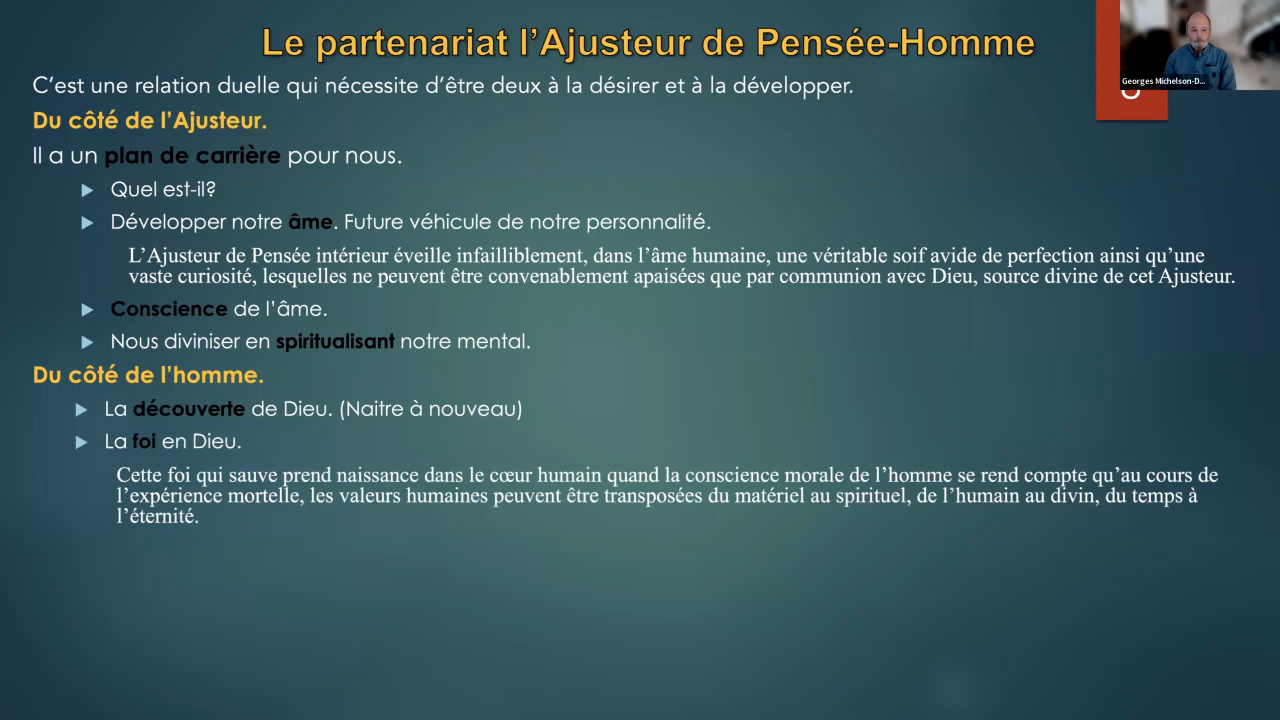 Le partenariat l’Ajusteur de Pensée-Homme
Georges Michelson-D...
C’est une relation duelle qui nécessite d’être deux à la désirer et à la développer.
Du côté de l’Ajusteur.
Il a un plan de carrière pour nous.
Quel est-il?
Développer notre âme. Future véhicule de notre personnalité.
L’Ajusteur de Pensée intérieur éveille infailliblement, dans l’âme humaine, une véritable soif avide de perfection ainsi qu’une
vaste curiosité, lesquelles ne peuvent être convenablement apaisées que par communion avec Dieu, source divine de cet Ajusteur.
Conscience de l’âme.
Nous diviniser en spiritualisant notre mental.
Du côté de l’homme.
La découverte de Dieu. (Naitre à nouveau)
La foi en Dieu.
Cette foi qui sauve prend naissance dans le cœur humain quand la conscience morale de l’homme se rend compte qu’au cours de
l’expérience mortelle, les valeurs humaines peuvent être transposées du matériel au spirituel, de l’humain au divin, du temps à
l’éternité.